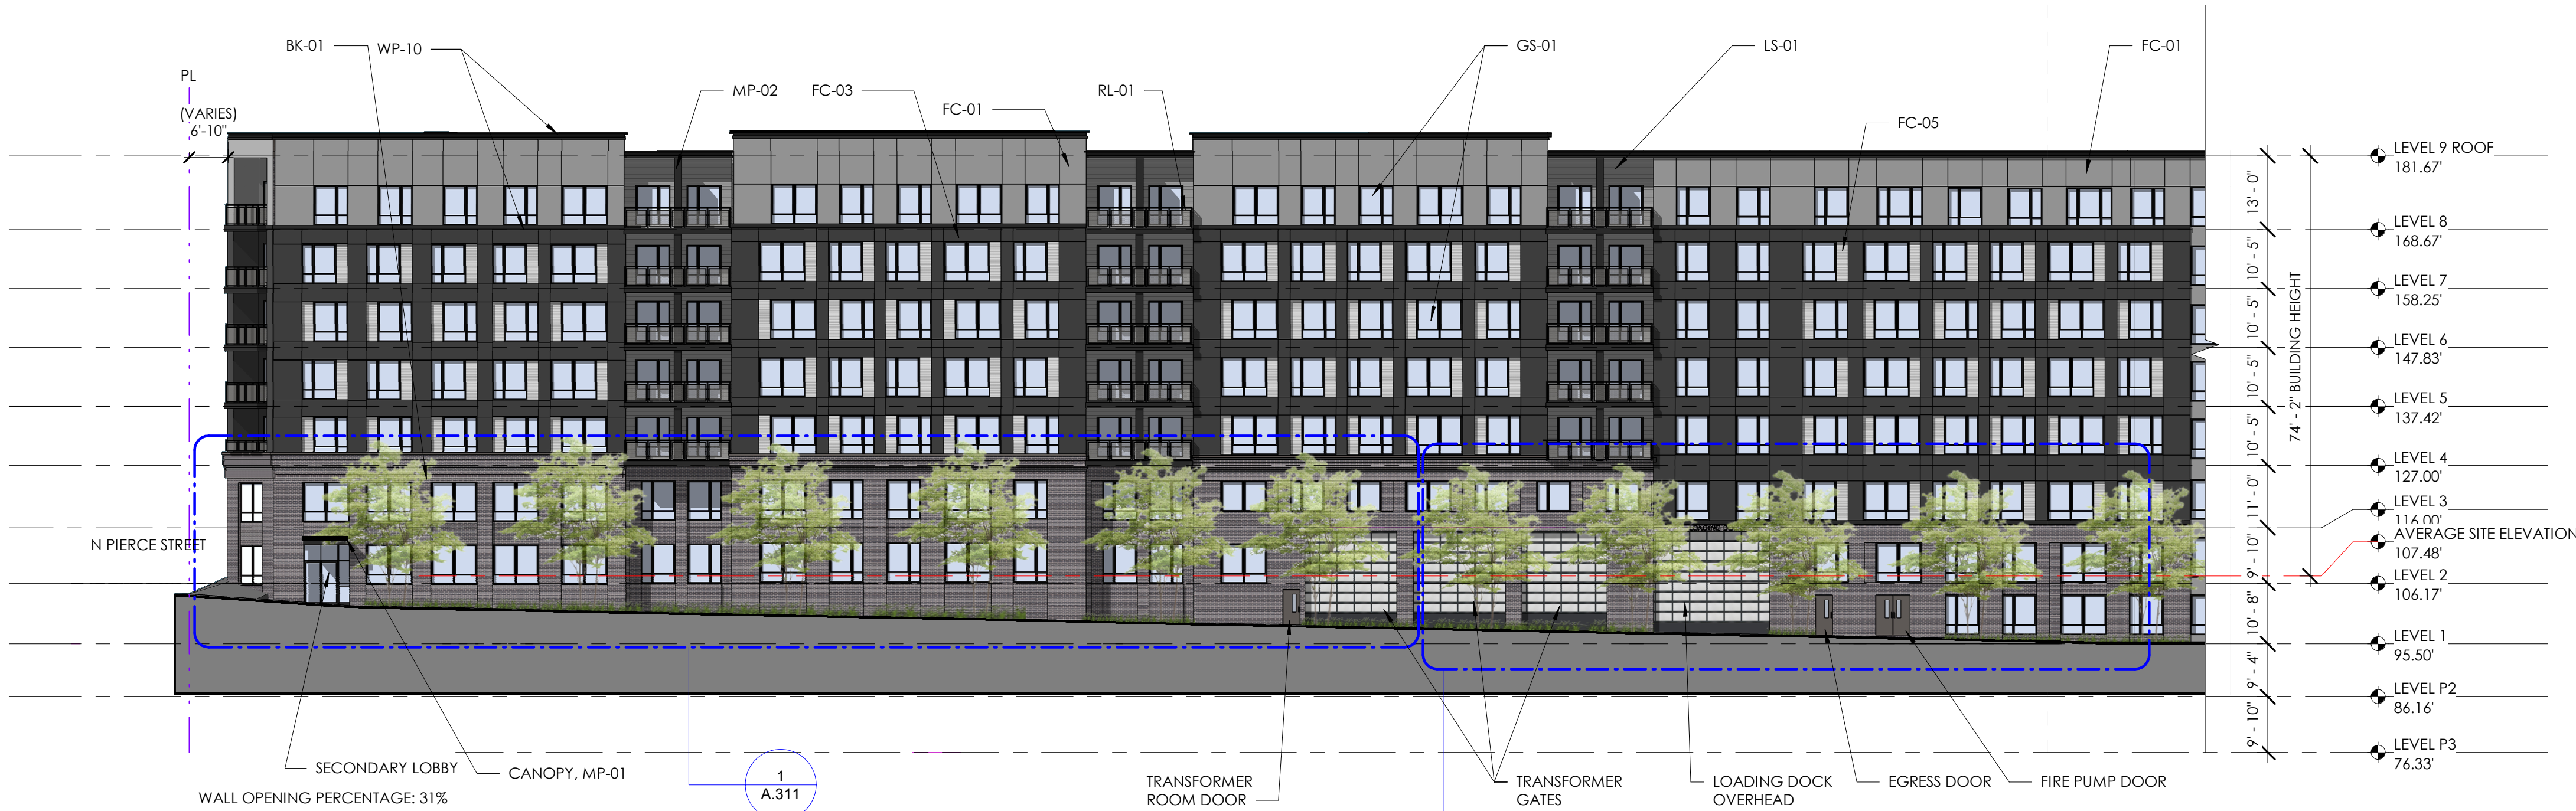 BK-01
WP-10
GS-01
LS-01
FC-01
PL
(VARIES)
6'-10"
MP-02
FC-03
FC-01
RL-01
FC-05
LEVEL 9 ROOF
181.67'
13' - 0"
LEVEL 8
168.67'
10' - 5"
LEVEL 7
158.25'
10' - 5"
LEVEL 6
147.83'
10' - 5"
LEVEL 5
137.42'
10' - 5"
LEVEL 4
127.00'
11' - 0"
LEVEL 3
116.00'
9' - 10"
AVERAGE SITE ELEVATION
107.48'
9' - 6"
LEVEL 2
106.17'
10' - 8"
LEVEL 1
95.50'
9' - 4"
LEVEL P2
86.16'
9' - 10"
LEVEL P3
76.33'
74' - 2" BUILDING HEIGHT
N PIERCE STREET
SECONDARY LOBBY
CANOPY, MP-01
WALL OPENING PERCENTAGE: 31%
1
A.311
TRANSFORMER
ROOM DOOR
TRANSFORMER
GATES
LOADING DOCK
OVERHEAD
EGRESS DOOR
FIRE PUMP DOOR